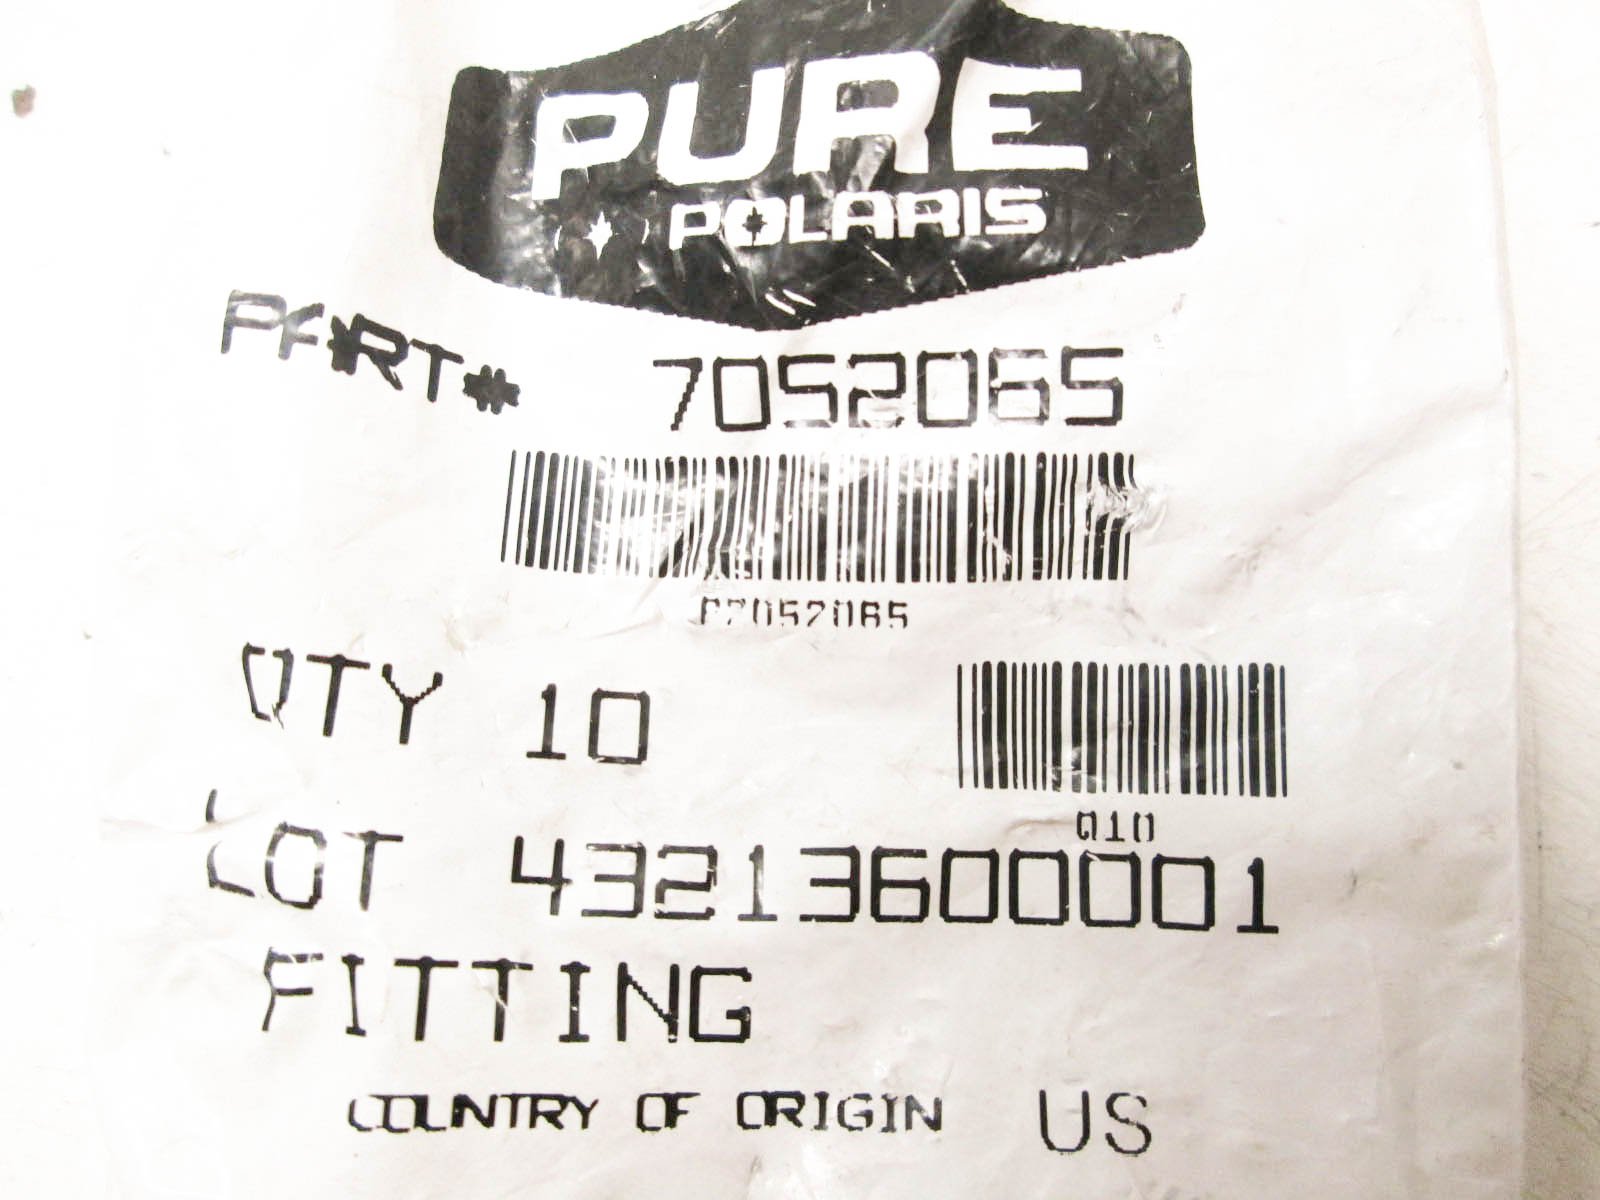 PURE
POLARIS
PART# 7052065
P7052065
QTY 10
Q10
LOT 43213600001
FITTING
COUNTRY OF ORIGIN US